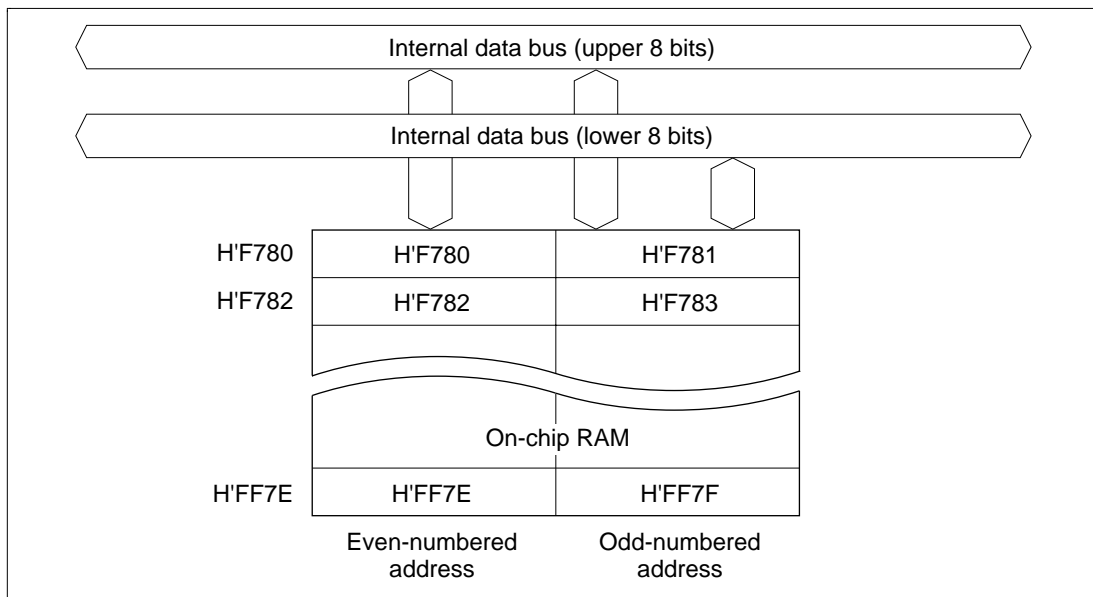 Internal data bus (upper 8 bits)
Internal data bus (lower 8 bits)
H'F780 H'F780 H'F781
H'F782 H'F782 H'F783
On-chip RAM
H'FF7E H'FF7E H'FF7F
Even-numbered address
Odd-numbered address